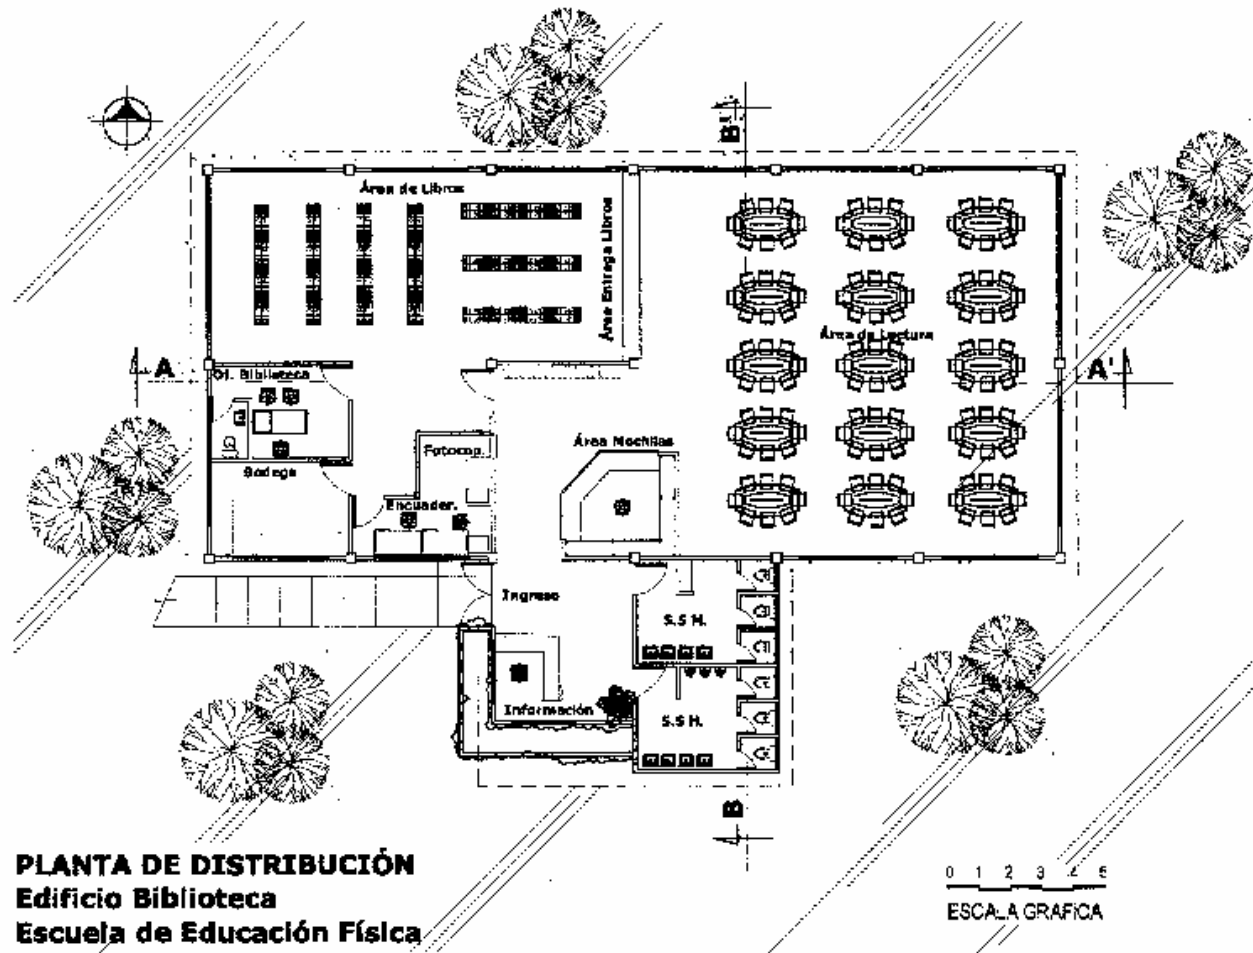 B'
Área de Libros
Área Entrega Libros
Área de Lectura
A
A'
Of. Biblioteca
Área Mochilas
Fotocop.
Bodega
Encuader.
Ingreso
S.S H.
Información
S.S H.
B
PLANTA DE DISTRIBUCIÓN
Edificio Biblioteca
Escuela de Educación Física
0 1 2 3 4 5
ESCALA GRAFICA